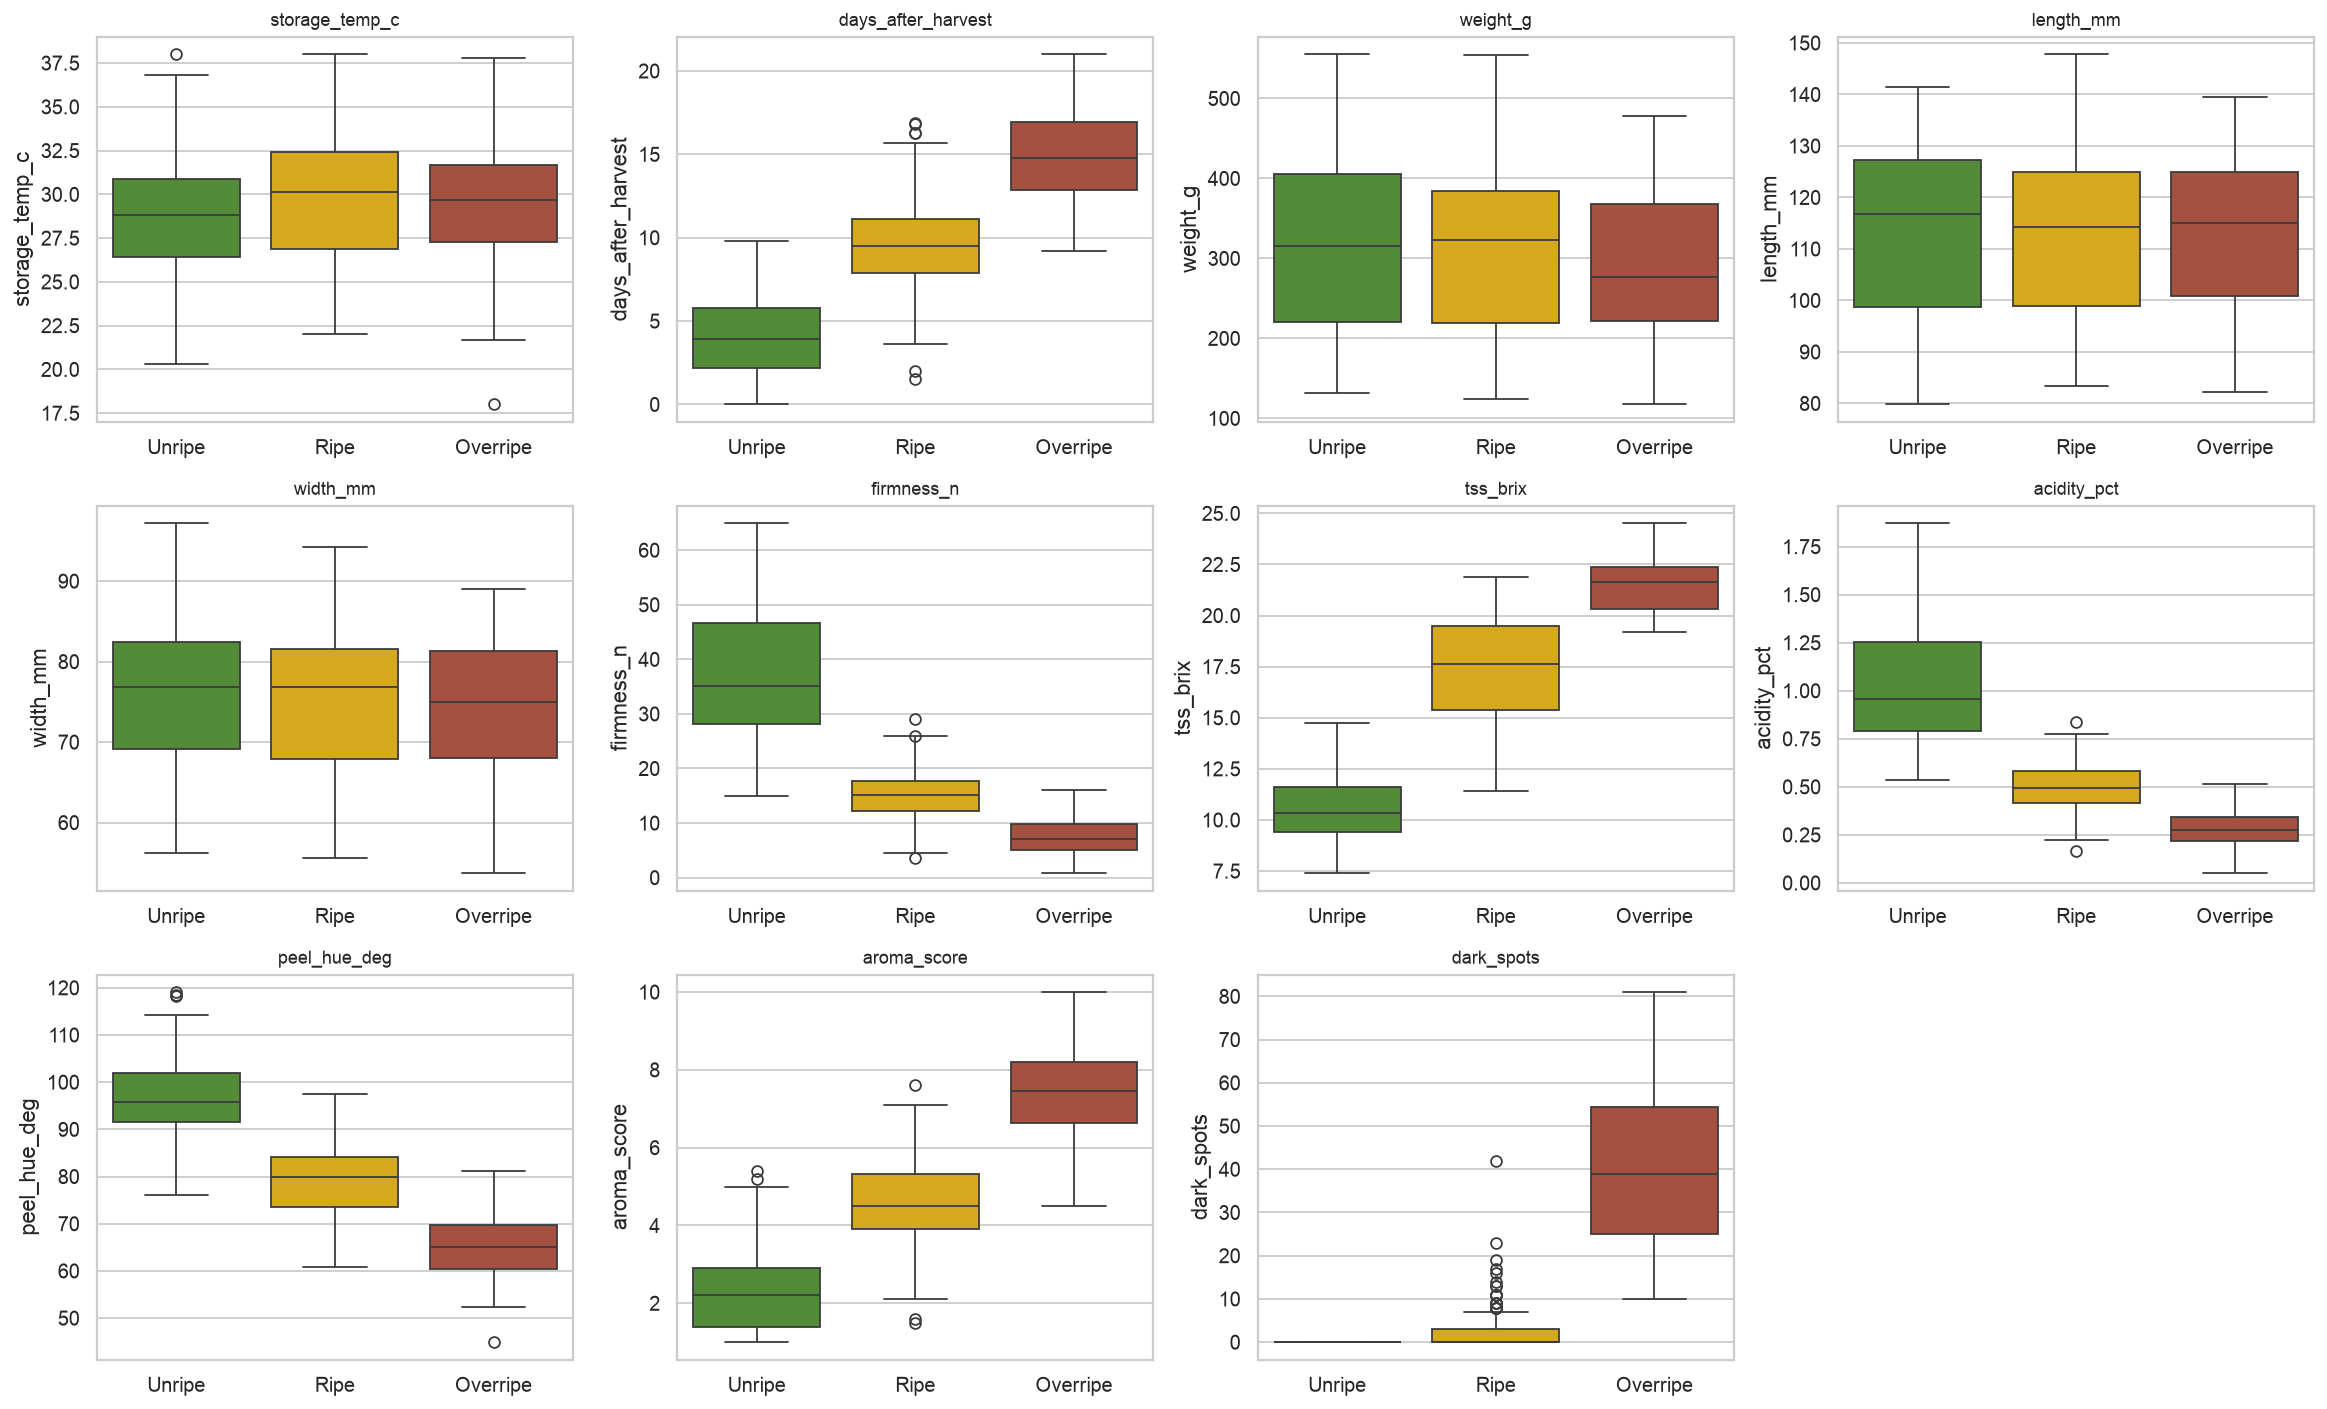 storage_temp_c
days_after_harvest
weight_g
length_mm
storage_temp_c
37.5
35.0
32.5
30.0
27.5
25.0
22.5
20.0
17.5
Unripe Ripe Overripe
days_after_harvest
20
15
10
5
0
Unripe Ripe Overripe
weight_g
500
400
300
200
100
Unripe Ripe Overripe
length_mm
150
140
130
120
110
100
90
80
Unripe Ripe Overripe
width_mm
firmness_n
tss_brix
acidity_pct
width_mm
90
80
70
60
Unripe Ripe Overripe
firmness_n
60
50
40
30
20
10
0
Unripe Ripe Overripe
tss_brix
25.0
22.5
20.0
17.5
15.0
12.5
10.0
7.5
Unripe Ripe Overripe
acidity_pct
1.75
1.50
1.25
1.00
0.75
0.50
0.25
0.00
Unripe Ripe Overripe
peel_hue_deg
aroma_score
dark_spots
peel_hue_deg
120
110
100
90
80
70
60
50
Unripe Ripe Overripe
aroma_score
10
8
6
4
2
Unripe Ripe Overripe
dark_spots
80
70
60
50
40
30
20
10
0
Unripe Ripe Overripe